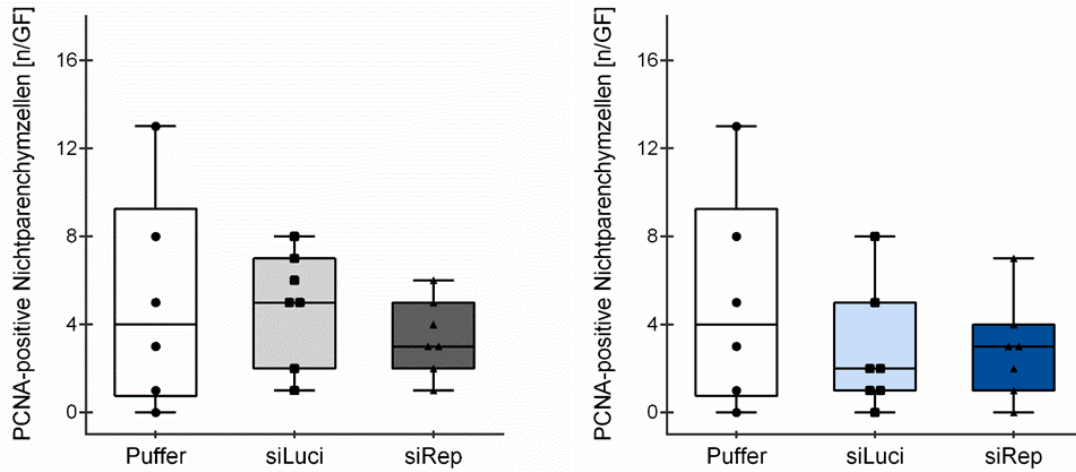 PCNA-positive Nichtparenchymzellen [n/GF]
16
12
8
4
0
Puffer siLuci siRep
PCNA-positive Nichtparenchymzellen [n/GF]
16
12
8
4
0
Puffer siLuci siRep